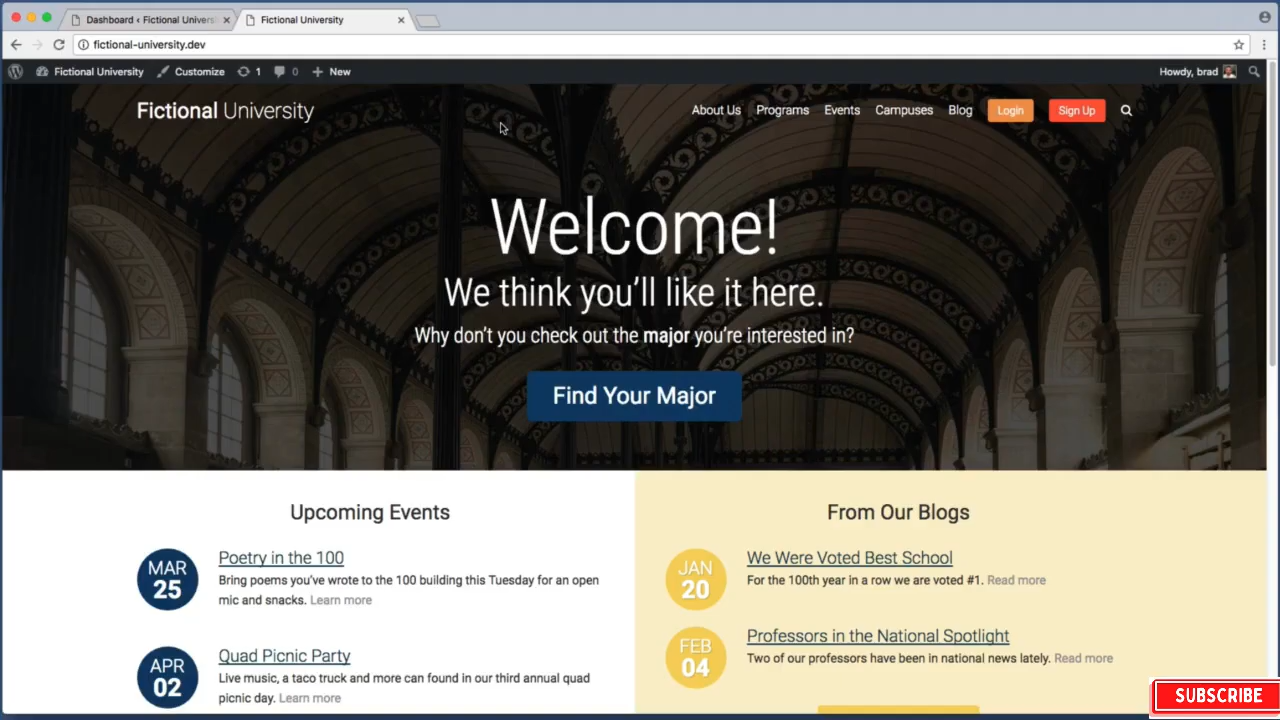 Dashboard ‹ Fictional Univers
Fictional University
fictional-university.dev
Fictional University
Customize
1
0
New
Howdy, brad
Fictional University
About Us
Programs
Events
Campuses
Blog
Login
Sign Up
Welcome!
We think you'll like it here.
Why don't you check out the major you're interested in?
Find Your Major
Upcoming Events
MAR
25
Poetry in the 100
Bring poems you've wrote to the 100 building this Tuesday for an open
mic and snacks. Learn more
APR
02
Quad Picnic Party
Live music, a taco truck and more can found in our third annual quad
picnic day. Learn more
From Our Blogs
JAN
20
We Were Voted Best School
For the 100th year in a row we are voted #1. Read more
FEB
04
Professors in the National Spotlight
Two of our professors have been in national news lately. Read more
SUBSCRIBE